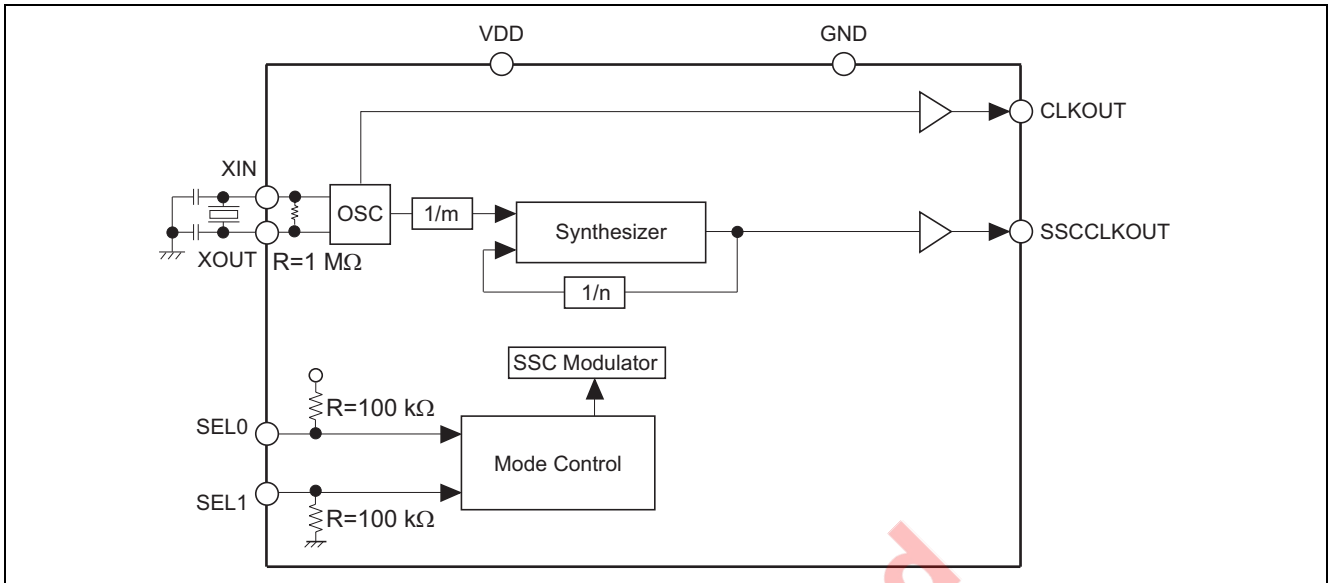 VDD
GND
CLKOUT
XIN
OSC
1/m
Synthesizer
SSCCLKOUT
XOUT
R=1 MΩ
1/n
SSC Modulator
R=100 kΩ
SEL0
Mode Control
SEL1
R=100 kΩ